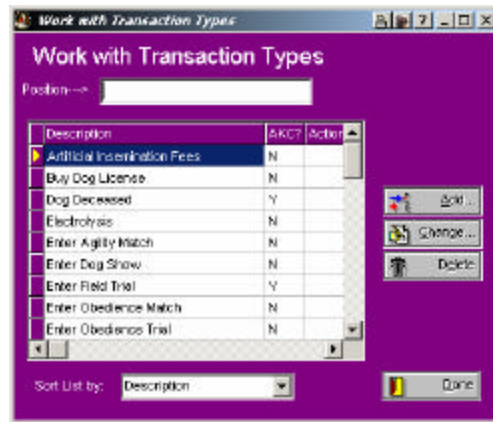 Work with Transaction Types
Work with Transaction Types
Position--->
Description AKC? Action
Artificial Insemination Fees N
Buy Dog License N
Dog Deceased Y
Electrolysis N
Enter Agility Match N
Enter Dog Show N
Enter Field Trial Y
Enter Obedience Match N
Enter Obedience Trial N
Add...
Change...
Delete
Sort List by: Description
Done